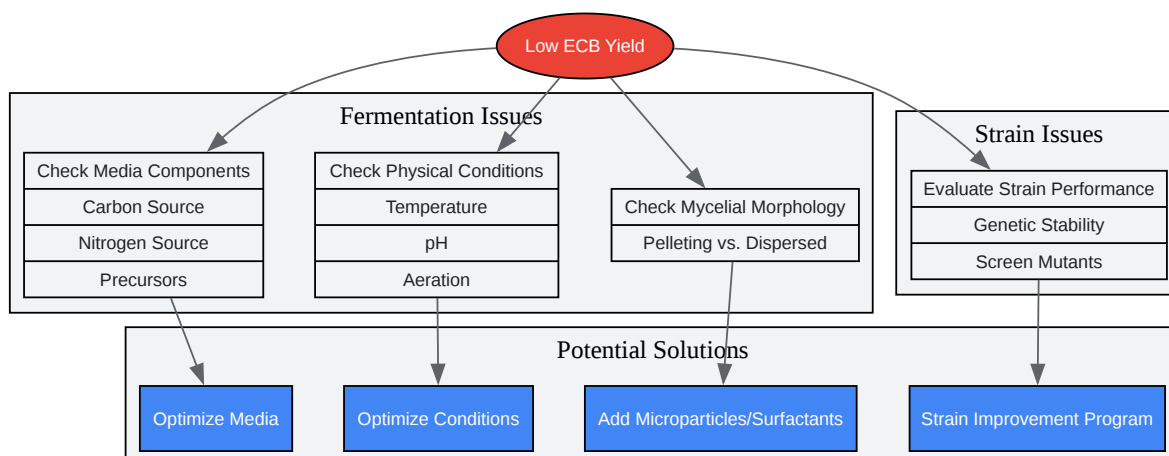 Low ECB Yield
Fermentation Issues
Strain Issues
Check Media Components
Carbon Source
Nitrogen Source
Precursors
Check Physical Conditions
Temperature
pH
Aeration
Check Mycelial Morphology
Pelleting vs. Dispersed
Evaluate Strain Performance
Genetic Stability
Screen Mutants
Potential Solutions
Optimize Media
Optimize Conditions
Add Microparticles/Surfactants
Strain Improvement Program